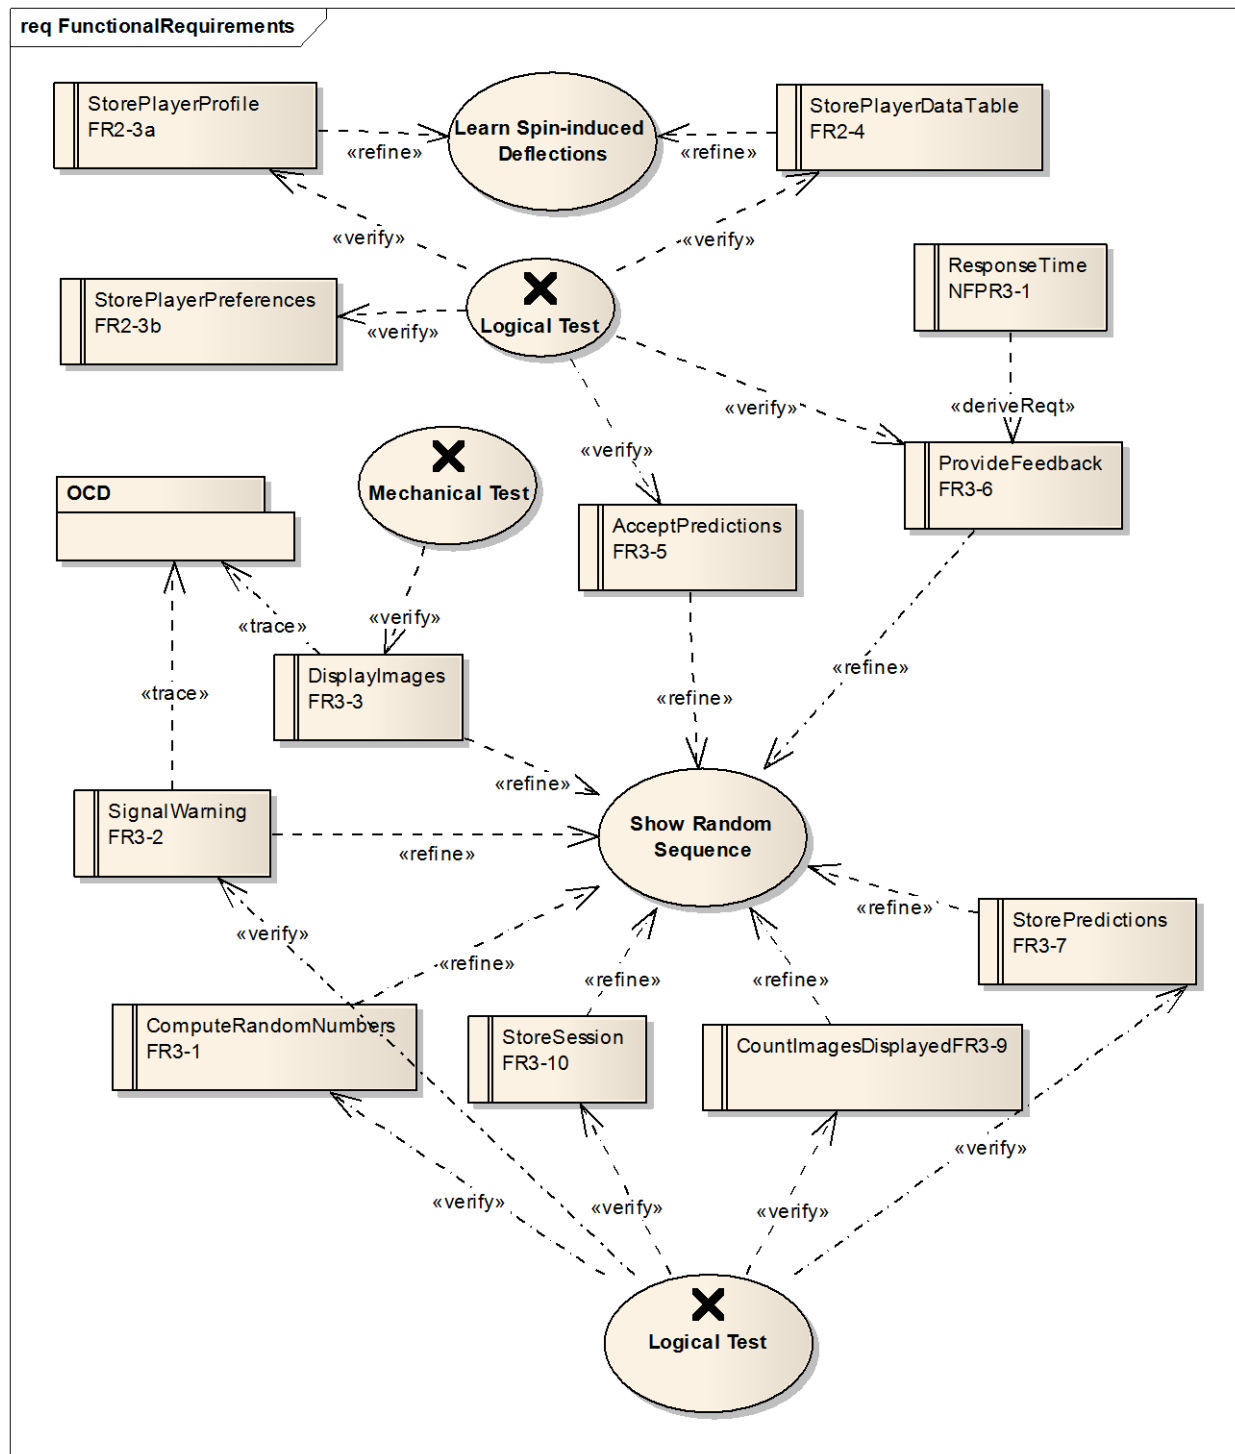 req FunctionalRequirements
StorePlayerProfile
FR2-3a
Learn Spin-induced
Deflections
StorePlayerDataTable
FR2-4
«refine»
«refine»
«verify»
«verify»
StorePlayerPreferences
FR2-3b
«verify»
Logical Test
ResponseTime
NFPR3-1
«verify»
«deriveReqt»
«verify»
Mechanical Test
ProvideFeedback
FR3-6
OCD
AcceptPredictions
FR3-5
«verify»
«trace»
«trace»
DisplayImages
FR3-3
«refine»
«refine»
«refine»
SignalWarning
FR3-2
«refine»
Show Random
Sequence
«refine»
StorePredictions
FR3-7
«verify»
«refine»
«refine»
«refine»
ComputeRandomNumbers
FR3-1
StoreSession
FR3-10
CountImagesDisplayedFR3-9
«verify»
«verify»
«verify»
«verify»
Logical Test